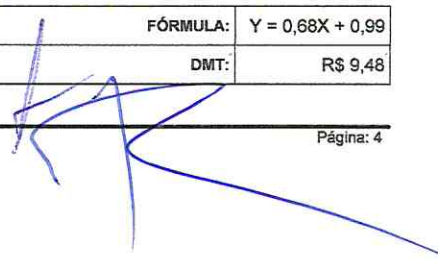 FÓRMULA: Y = 0,68X + 0,99
DMT: R$ 9,48
Página: 4